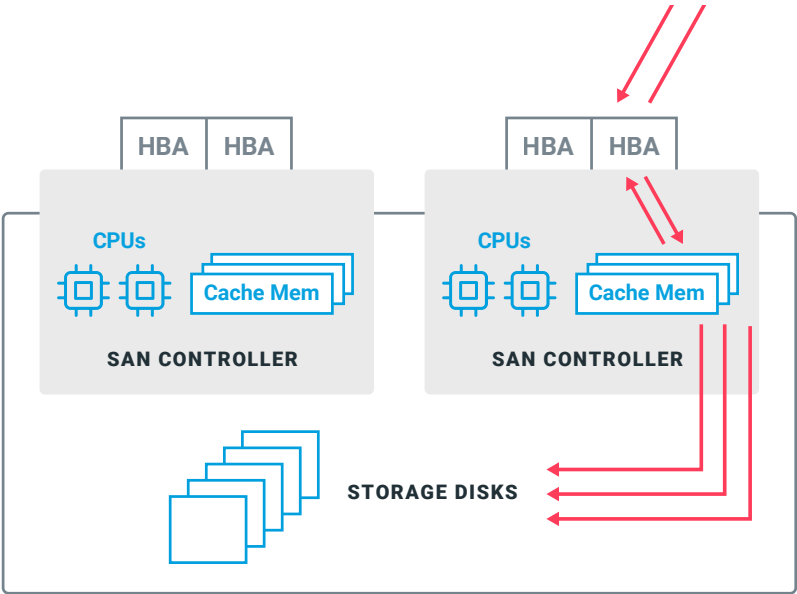 HBA HBA
HBA HBA
CPUs
Cache Mem
SAN CONTROLLER
CPUs
Cache Mem
SAN CONTROLLER
STORAGE DISKS